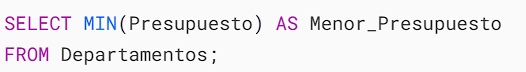 SELECT MIN(Presupuesto) AS Menor_Presupuesto
FROM Departamentos;